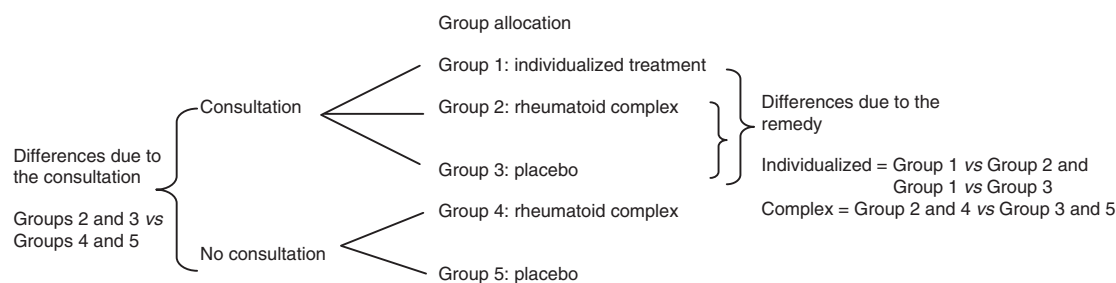 Group allocation
Group 1: individualized treatment
Consultation
Group 2: rheumatoid complex
Differences due to the
remedy
Differences due to
the consultation
Group 3: placebo
Individualized = Group 1 vs Group 2 and
Group 1 vs Group 3
Complex = Group 2 and 4 vs Group 3 and 5
Groups 2 and 3 vs
Groups 4 and 5
Group 4: rheumatoid complex
No consultation
Group 5: placebo